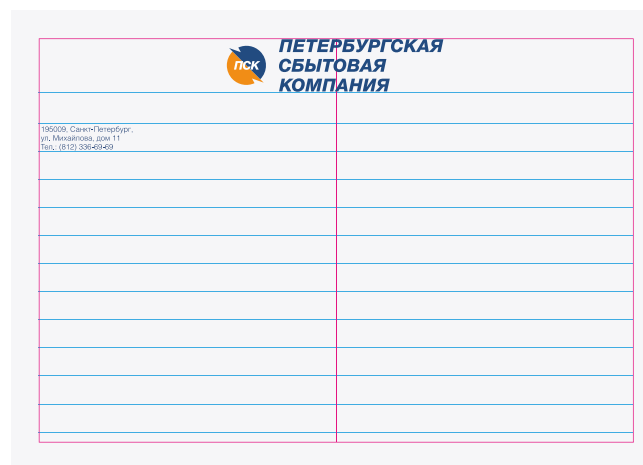 ПСК
ПЕТЕРБУРГСКАЯ
СБЫТОВАЯ
КОМПАНИЯ
195009, Санкт-Петербург,
ул. Михайлова, дом 11
Тел.: (812) 336-69-69